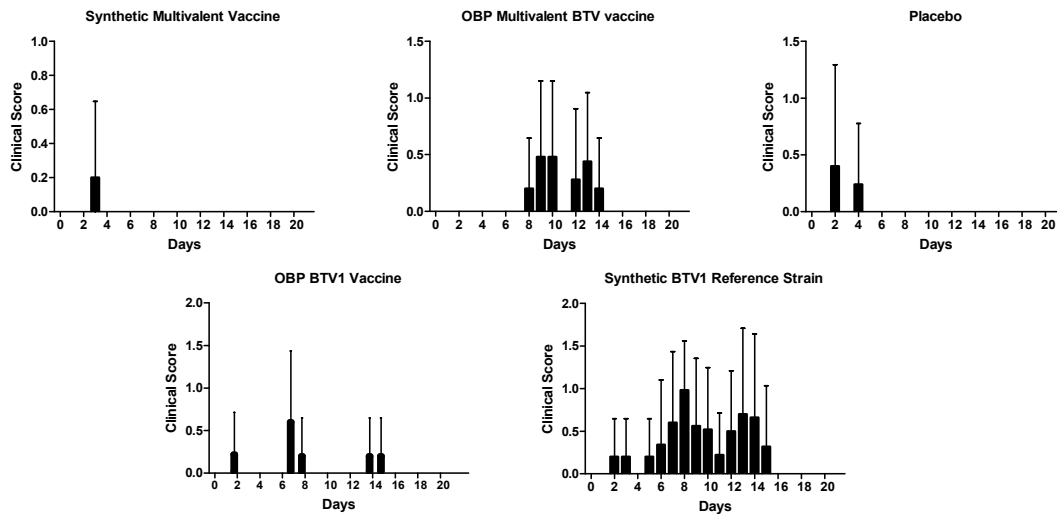 Synthetic Multivalent Vaccine
Clinical Score
1.0
0.8
0.6
0.4
0.2
0.0
0 2 4 6 8 10 12 14 16 18 20
Days
OBP Multivalent BTV vaccine
Clinical Score
1.5
1.0
0.5
0.0
0 2 4 6 8 10 12 14 16 18 20
Days
Placebo
Clinical Score
1.5
1.0
0.5
0.0
0 2 4 6 8 10 12 14 16 18 20
Days
OBP BTV1 Vaccine
Clinical Score
2.0
1.5
1.0
0.5
0.0
0 2 4 6 8 10 12 14 16 18 20
Days
Synthetic BTV1 Reference Strain
Clinical Score
2.0
1.5
1.0
0.5
0.0
0 2 4 6 8 10 12 14 16 18 20
Days